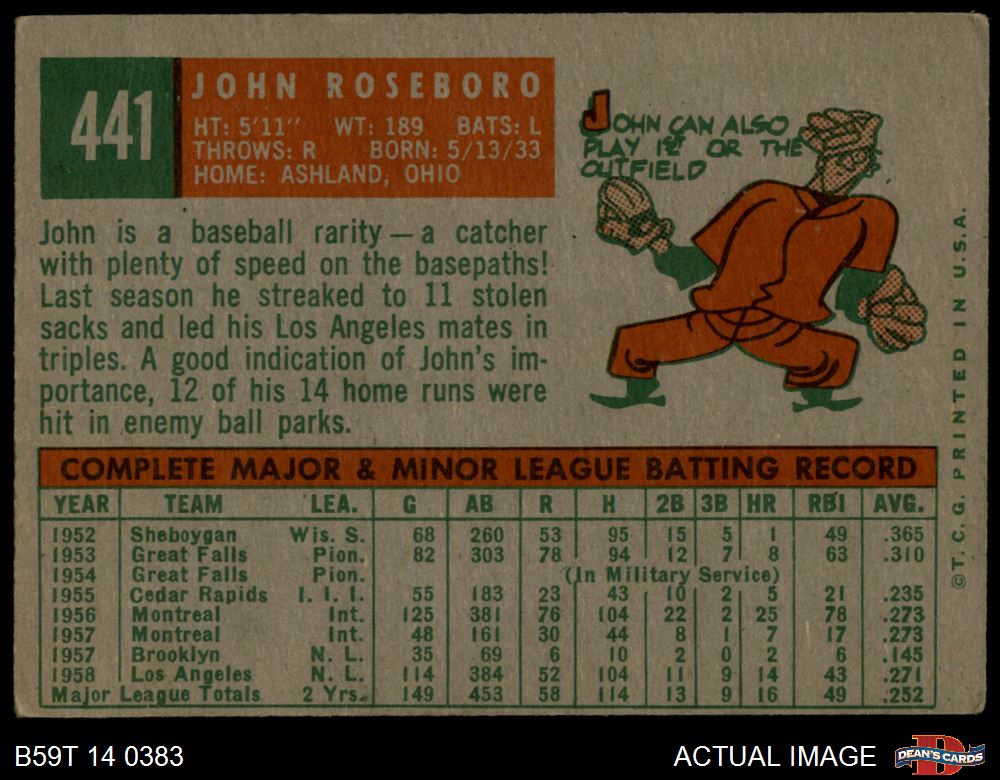 441
JOHN ROSEBORO
HT: 5'11" WT: 189 BATS: L
THROWS: R BORN: 5/13/33
HOME: ASHLAND, OHIO
JOHN CAN ALSO
PLAY 1ST OR THE
OUTFIELD
John is a baseball rarity — a catcher
with plenty of speed on the basepaths!
Last season he streaked to 11 stolen
sacks and led his Los Angeles mates in
triples. A good indication of John's im-
portance, 12 of his 14 home runs were
hit in enemy ball parks.
©T.C.G. PRINTED IN U.S.A.
COMPLETE MAJOR & MINOR LEAGUE BATTING RECORD
YEAR TEAM LEA. G AB R H 2B 3B HR RBI AVG.
1952 Sheboygan Wis. S. 68 260 53 95 15 5 1 49 .365
1953 Great Falls Pion. 82 303 78 94 12 7 8 63 .310
1954 Great Falls Pion. (In Military Service)
1955 Cedar Rapids I. I. I. 55 183 23 43 10 2 5 21 .235
1956 Montreal Int. 125 381 76 104 22 2 25 78 .273
1957 Montreal Int. 48 161 30 44 8 1 7 17 .273
1957 Brooklyn N. L. 35 69 6 10 2 0 2 6 .145
1958 Los Angeles N. L. 114 384 52 104 11 9 14 43 .271
Major League Totals 2 Yrs. 149 453 58 114 13 9 16 49 .252
B59T 14 0383
ACTUAL IMAGE
DEAN'S CARDS